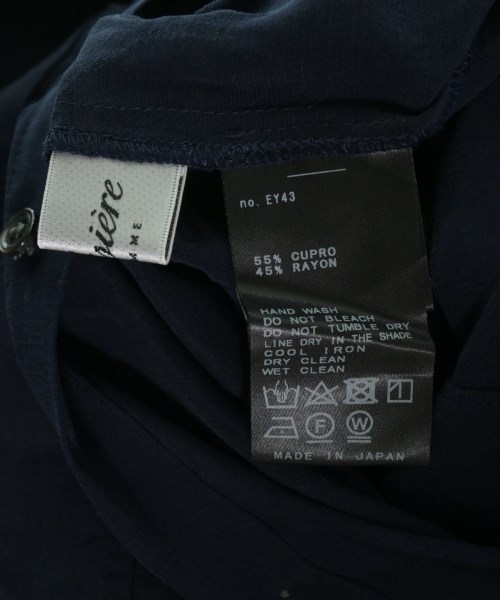 no. EY43
55% CUPRO
45% RAYON
HAND WASH
DO NOT BLEACH
DO NOT TUMBLE DRY
LINE DRY IN THE SHADE
COOL IRON
DRY CLEAN
WET CLEAN
F W
MADE IN JAPAN